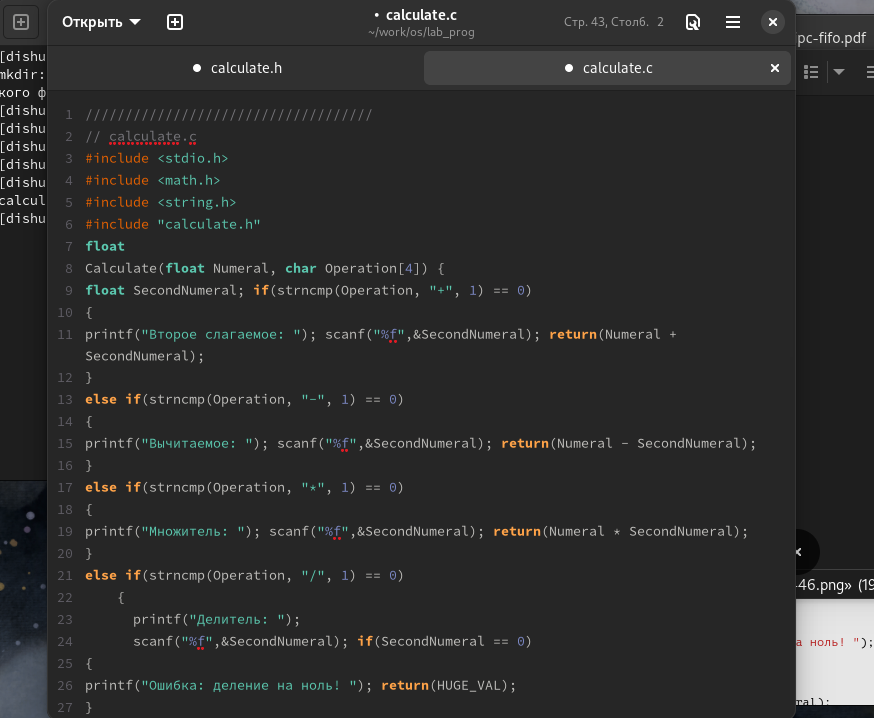 Открыть
• calculate.c
~/work/os/lab_prog
Стр. 43, Столб. 2
calculate.h
calculate.c
1 ////////////////////////////////////
2 // calculate.c
3 #include <stdio.h>
4 #include <math.h>
5 #include <string.h>
6 #include "calculate.h"
7 float
8 Calculate(float Numeral, char Operation[4]) {
9 float SecondNumeral; if(strncmp(Operation, "+", 1) == 0)
10 {
11 printf("Второе слагаемое: "); scanf("%f",&SecondNumeral); return(Numeral +
SecondNumeral);
12 }
13 else if(strncmp(Operation, "-", 1) == 0)
14 {
15 printf("Вычитаемое: "); scanf("%f",&SecondNumeral); return(Numeral - SecondNumeral);
16 }
17 else if(strncmp(Operation, "*", 1) == 0)
18 {
19 printf("Множитель: "); scanf("%f",&SecondNumeral); return(Numeral * SecondNumeral);
20 }
21 else if(strncmp(Operation, "/", 1) == 0)
22 {
23 printf("Делитель: ");
24 scanf("%f",&SecondNumeral); if(SecondNumeral == 0)
25 {
26 printf("Ошибка: деление на ноль! "); return(HUGE_VAL);
27 }
[dishu
mkdir:
кого ф
[dishu
[dishu
[dishu
[dishu
[dishu
calcul
[dishu
pc-fifo.pdf
46.png» (19
а ноль! ");
ral);